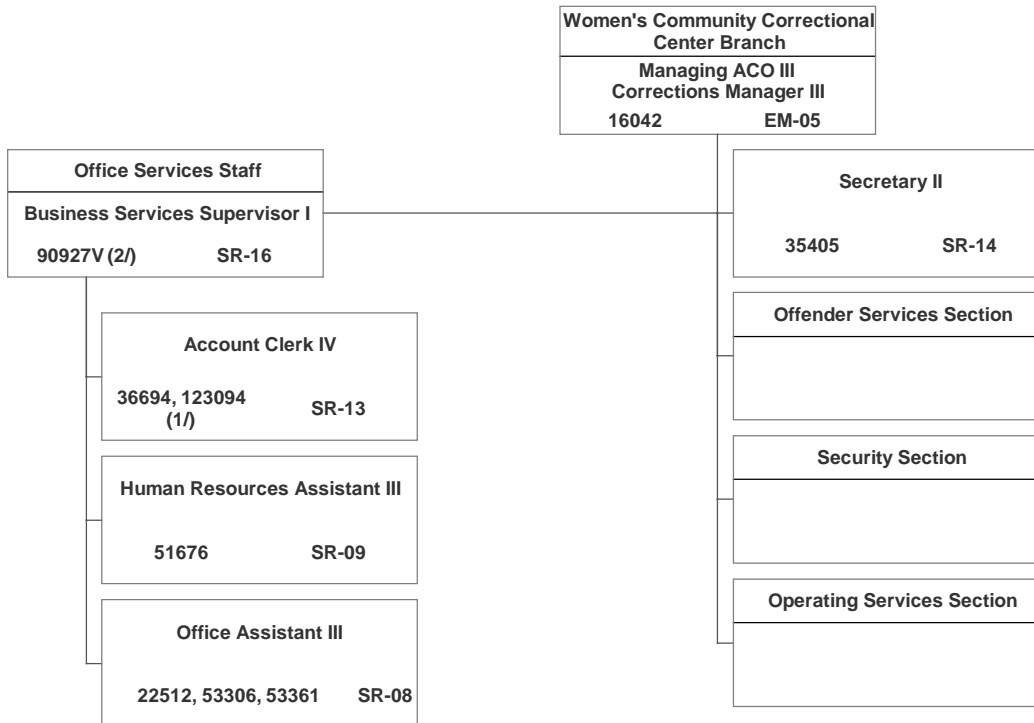 Women's Community Correctional
Center Branch
Managing ACO III
Corrections Manager III
16042 EM-05
Office Services Staff
Business Services Supervisor I
90927V (2/) SR-16
Secretary II
35405 SR-14
Account Clerk IV
36694, 123094
(1/) SR-13
Human Resources Assistant III
51676 SR-09
Office Assistant III
22512, 53306, 53361 SR-08
Offender Services Section
Security Section
Operating Services Section